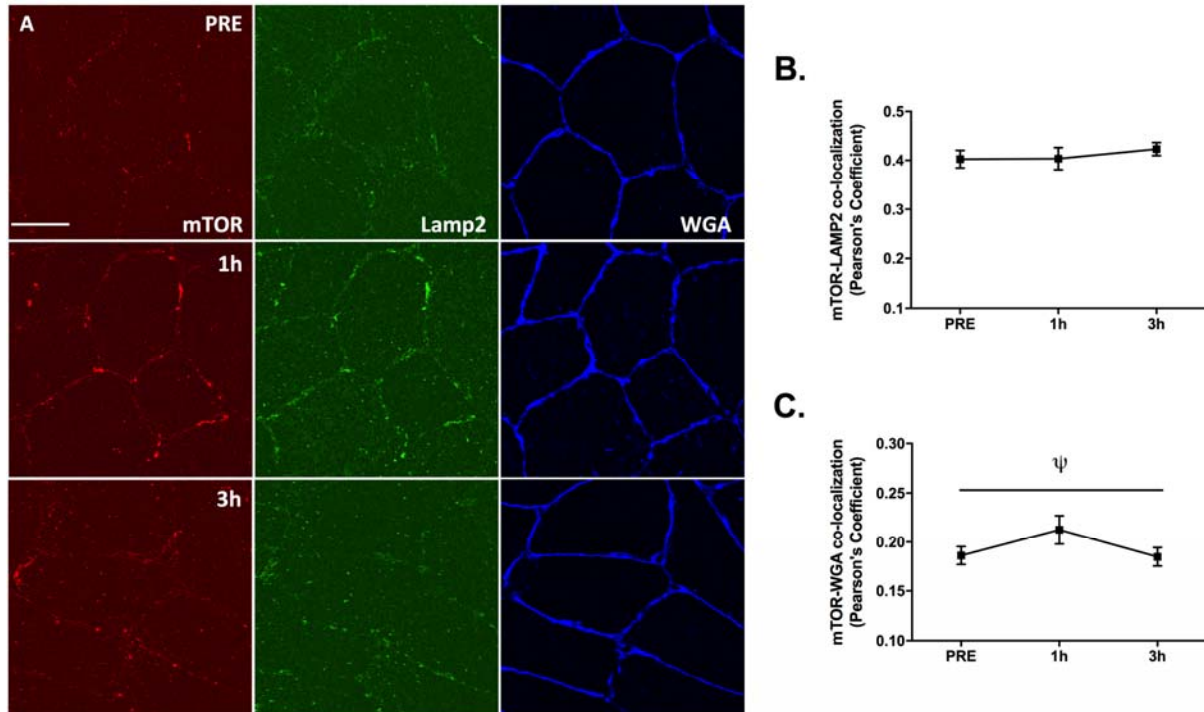 A PRE
mTOR
Lamp2
WGA
1h
3h
B.
mTOR-LAMP2 co-localization
(Pearson's Coefficient)
0.5
0.4
0.3
0.2
0.1
PRE 1h 3h
C.
mTOR-WGA co-localization
(Pearson's Coefficient)
0.30
0.25
0.20
0.15
0.10
ψ
PRE 1h 3h